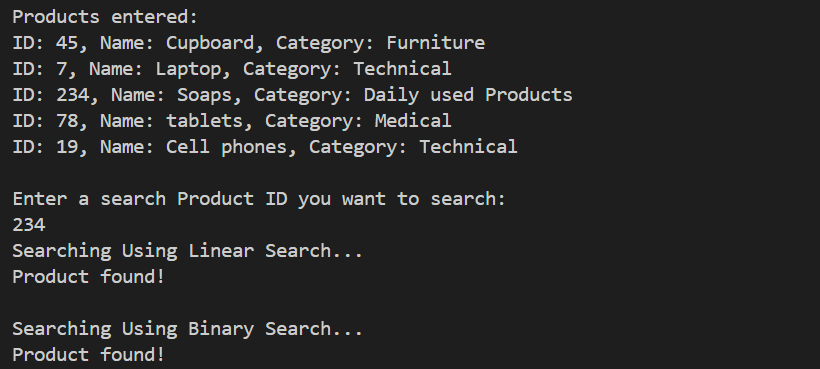 Products entered:
ID: 45, Name: Cupboard, Category: Furniture
ID: 7, Name: Laptop, Category: Technical
ID: 234, Name: Soaps, Category: Daily used Products
ID: 78, Name: tablets, Category: Medical
ID: 19, Name: Cell phones, Category: Technical
Enter a search Product ID you want to search:
234
Searching Using Linear Search...
Product found!
Searching Using Binary Search...
Product found!